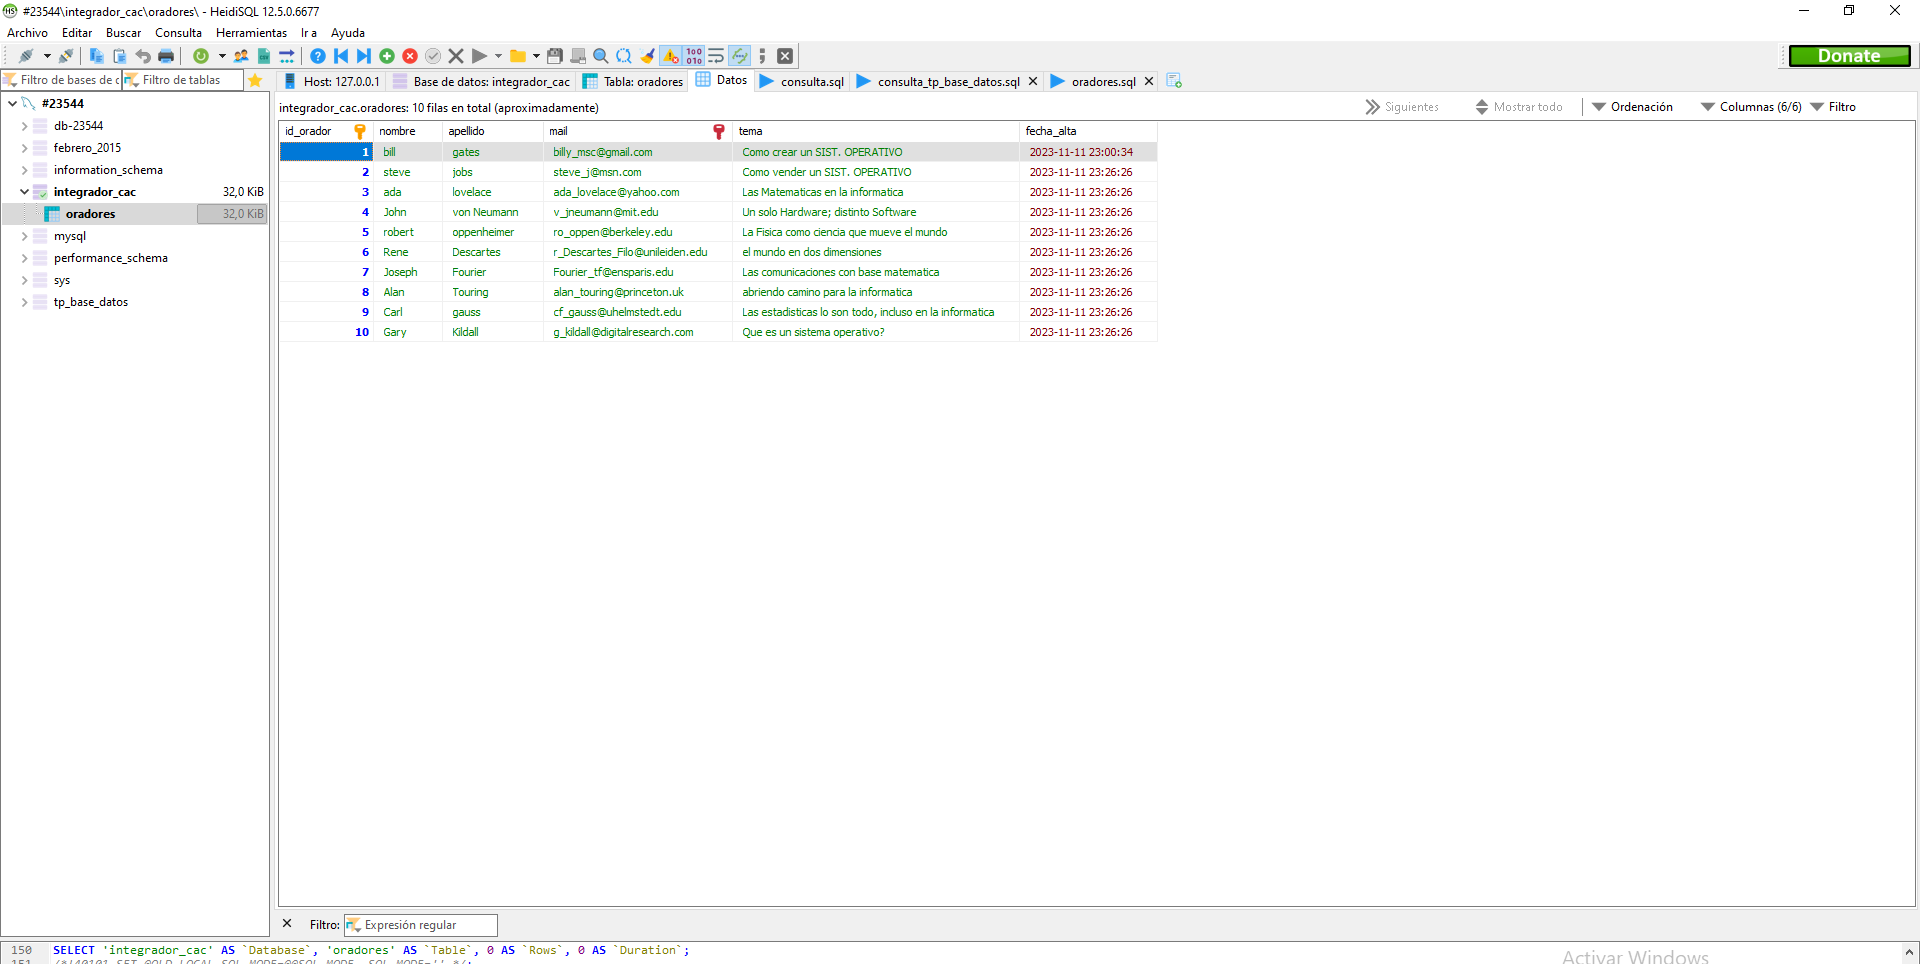 #23544\integrador_cac\oradores\ - HeidiSQL 12.5.0.6677
Archivo Editar Buscar Consulta Herramientas Ir a Ayuda
Donate
Filtro de bases de d Filtro de tablas
Host: 127.0.0.1 Base de datos: integrador_cac Tabla: oradores Datos consulta.sql consulta_tp_base_datos.sql oradores.sql
#23544
db-23544
febrero_2015
information_schema
integrador_cac 32,0 KiB
oradores 32,0 KiB
mysql
performance_schema
sys
tp_base_datos
integrador_cac.oradores: 10 filas en total (aproximadamente) Siguientes Mostrar todo Ordenación Columnas (6/6) Filtro
id_orador nombre apellido mail tema fecha_alta
1 bill gates billy_msc@gmail.com Como crear un SIST. OPERATIVO 2023-11-11 23:00:34
2 steve jobs steve_j@msn.com Como vender un SIST. OPERATIVO 2023-11-11 23:26:26
3 ada lovelace ada_lovelace@yahoo.com Las Matematicas en la informatica 2023-11-11 23:26:26
4 John von Neumann v_jneumann@mit.edu Un solo Hardware; distinto Software 2023-11-11 23:26:26
5 robert oppenheimer ro_oppen@berkeley.edu La Fisica como ciencia que mueve el mundo 2023-11-11 23:26:26
6 Rene Descartes r_Descartes_Filo@unileiden.edu el mundo en dos dimensiones 2023-11-11 23:26:26
7 Joseph Fourier Fourier_tf@ensparis.edu Las comunicaciones con base matematica 2023-11-11 23:26:26
8 Alan Touring alan_touring@princeton.uk abriendo camino para la informatica 2023-11-11 23:26:26
9 Carl gauss cf_gauss@uhelmstedt.edu Las estadisticas lo son todo, incluso en la informatica 2023-11-11 23:26:26
10 Gary Kildall g_kildall@digitalresearch.com Que es un sistema operativo? 2023-11-11 23:26:26
Filtro: Expresión regular
150 SELECT 'integrador_cac' AS `Database`, 'oradores' AS `Table`, 0 AS `Rows`, 0 AS `Duration`;
151 /*!40101 SET @OLD_LOCAL_SQL_MODE=@@SQL_MODE, SQL_MODE='' */;
Activar Windows